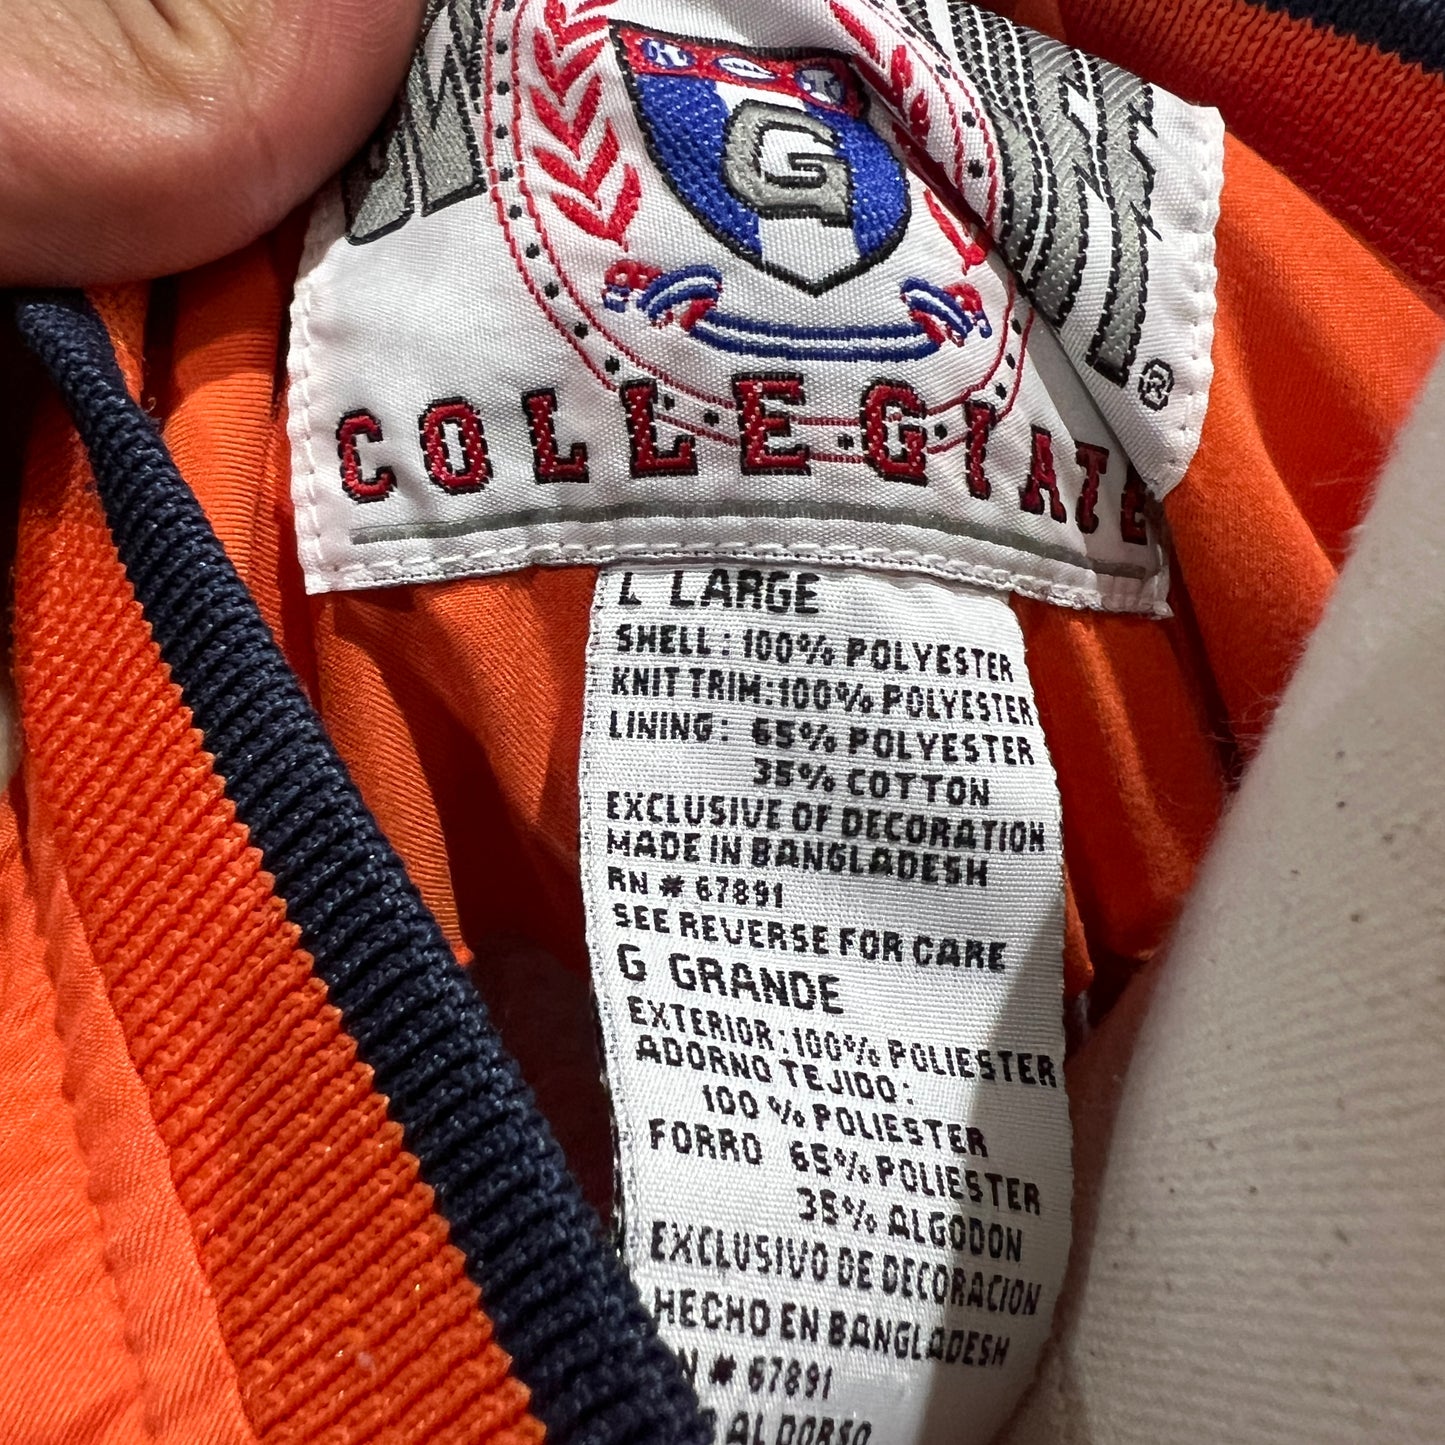 G
COLLEGIATE
®
L LARGE
SHELL: 100% POLYESTER
KNIT TRIM: 100% POLYESTER
LINING: 65% POLYESTER
35% COTTON
EXCLUSIVE OF DECORATION
MADE IN BANGLADESH
RN # 67891
SEE REVERSE FOR CARE
G GRANDE
EXTERIOR: 100% POLIESTER
ADORNO TEJIDO:
100 % POLIESTER
FORRO 65% POLIESTER
35% ALGODON
EXCLUSIVO DE DECORACION
HECHO EN BANGLADESH
# 67891
AL DORSO